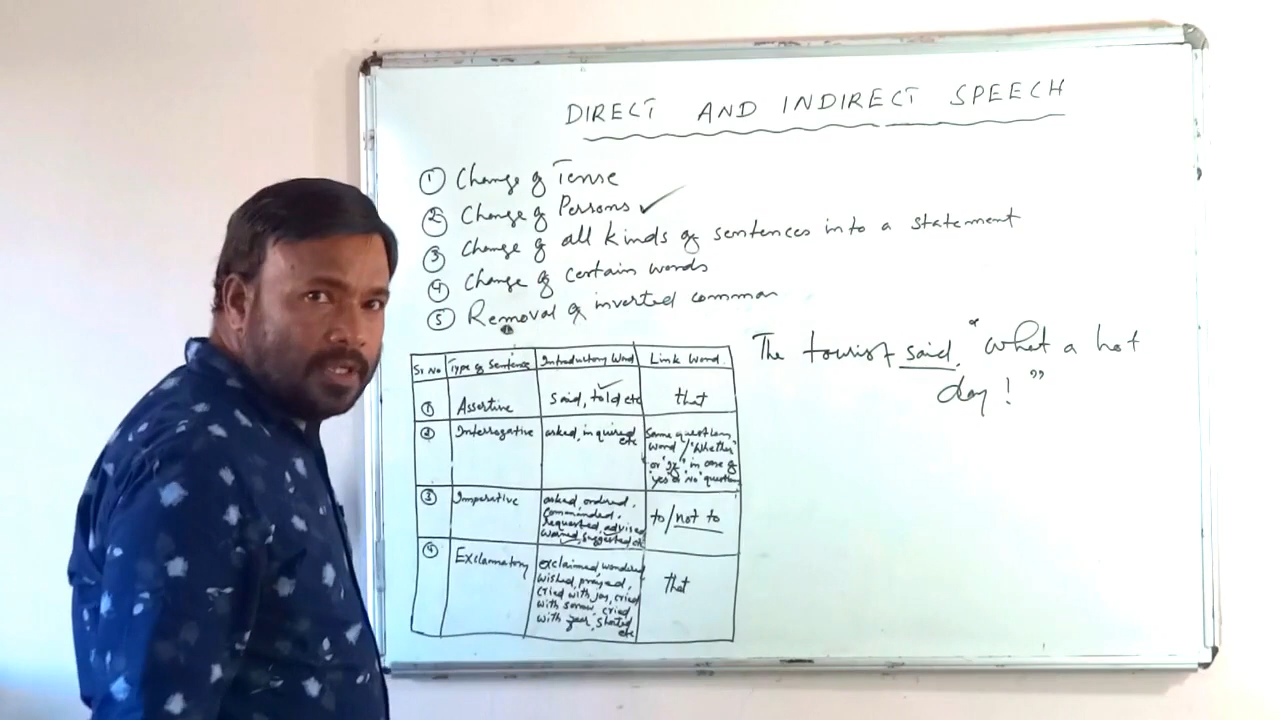 DIRECT AND INDIRECT SPEECH
① Change of Tense
② Change of Persons ✓
③ Change of all kinds of sentences into a statement
④ Change of certain words
⑤ Removal of inverted commas
The tourist said, "What a hot
day!"
Sr No Type of Sentence Introductory Word Link Word
① Assertive said, told etc that
② Interrogative asked, inquired
etc
Same question
word / "Whether"
or "if" in case of
"yes or No" question
③ Imperative asked, ordered,
commanded,
requested, advised
warned, suggested etc
to/not to
④ Exclamatory exclaimed, wondered
wished, prayed,
cried with joy, cried
with sorrow, cried
with fear, shouted
etc
that